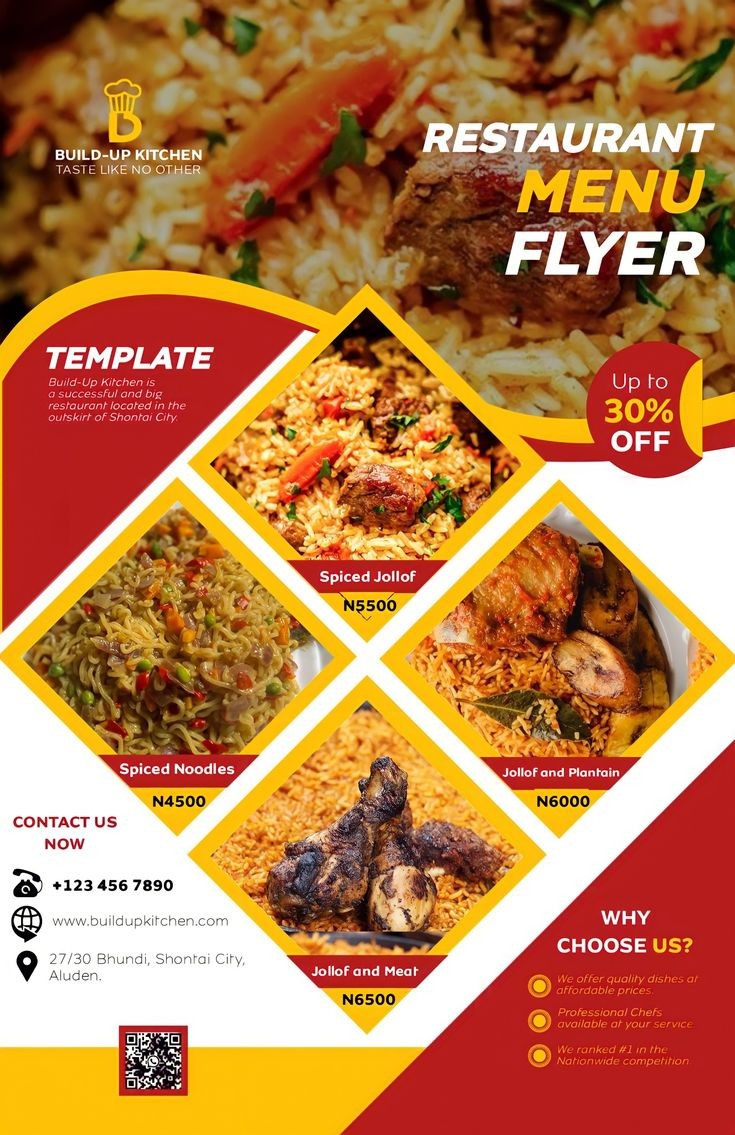 BUILD-UP KITCHEN
TASTE LIKE NO OTHER
RESTAURANT
MENU
FLYER
TEMPLATE
Build-Up Kitchen is
a successful and big
restaurant located in the
outskirt of Shontai City.
Up to
30%
OFF
Spiced Jollof
N5500
Spiced Noodles
N4500
Jollof and Plantain
N6000
Jollof and Meat
N6500
CONTACT US
NOW
+123 456 7890
www.buildupkitchen.com
27/30 Bhundi, Shontai City,
Aluden.
WHY
CHOOSE US?
We offer quality dishes at
affordable prices.
Professional Chefs
available at your service
We ranked #1 in the
Nationwide competition.